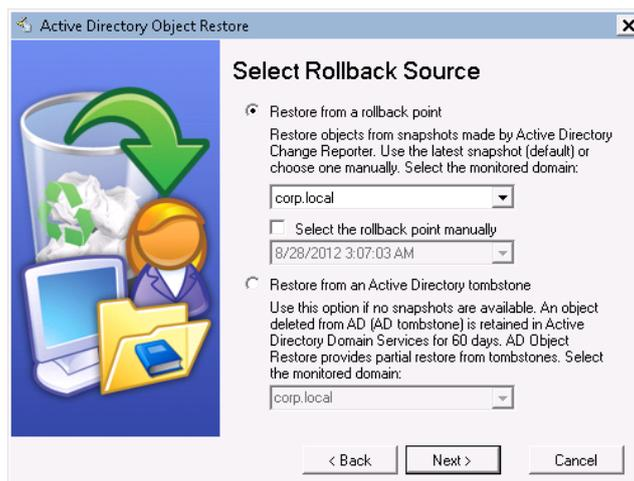 Active Directory Object Restore
Select Rollback Source
Restore from a rollback point
Restore objects from snapshots made by Active Directory
Change Reporter. Use the latest snapshot (default) or
choose one manually. Select the monitored domain:
corp.local
Select the rollback point manually
8/28/2012 3:07:03 AM
Restore from an Active Directory tombstone
Use this option if no snapshots are available. An object
deleted from AD (AD tombstone) is retained in Active
Directory Domain Services for 60 days. AD Object
Restore provides partial restore from tombstones. Select
the monitored domain:
corp.local
< Back
Next >
Cancel